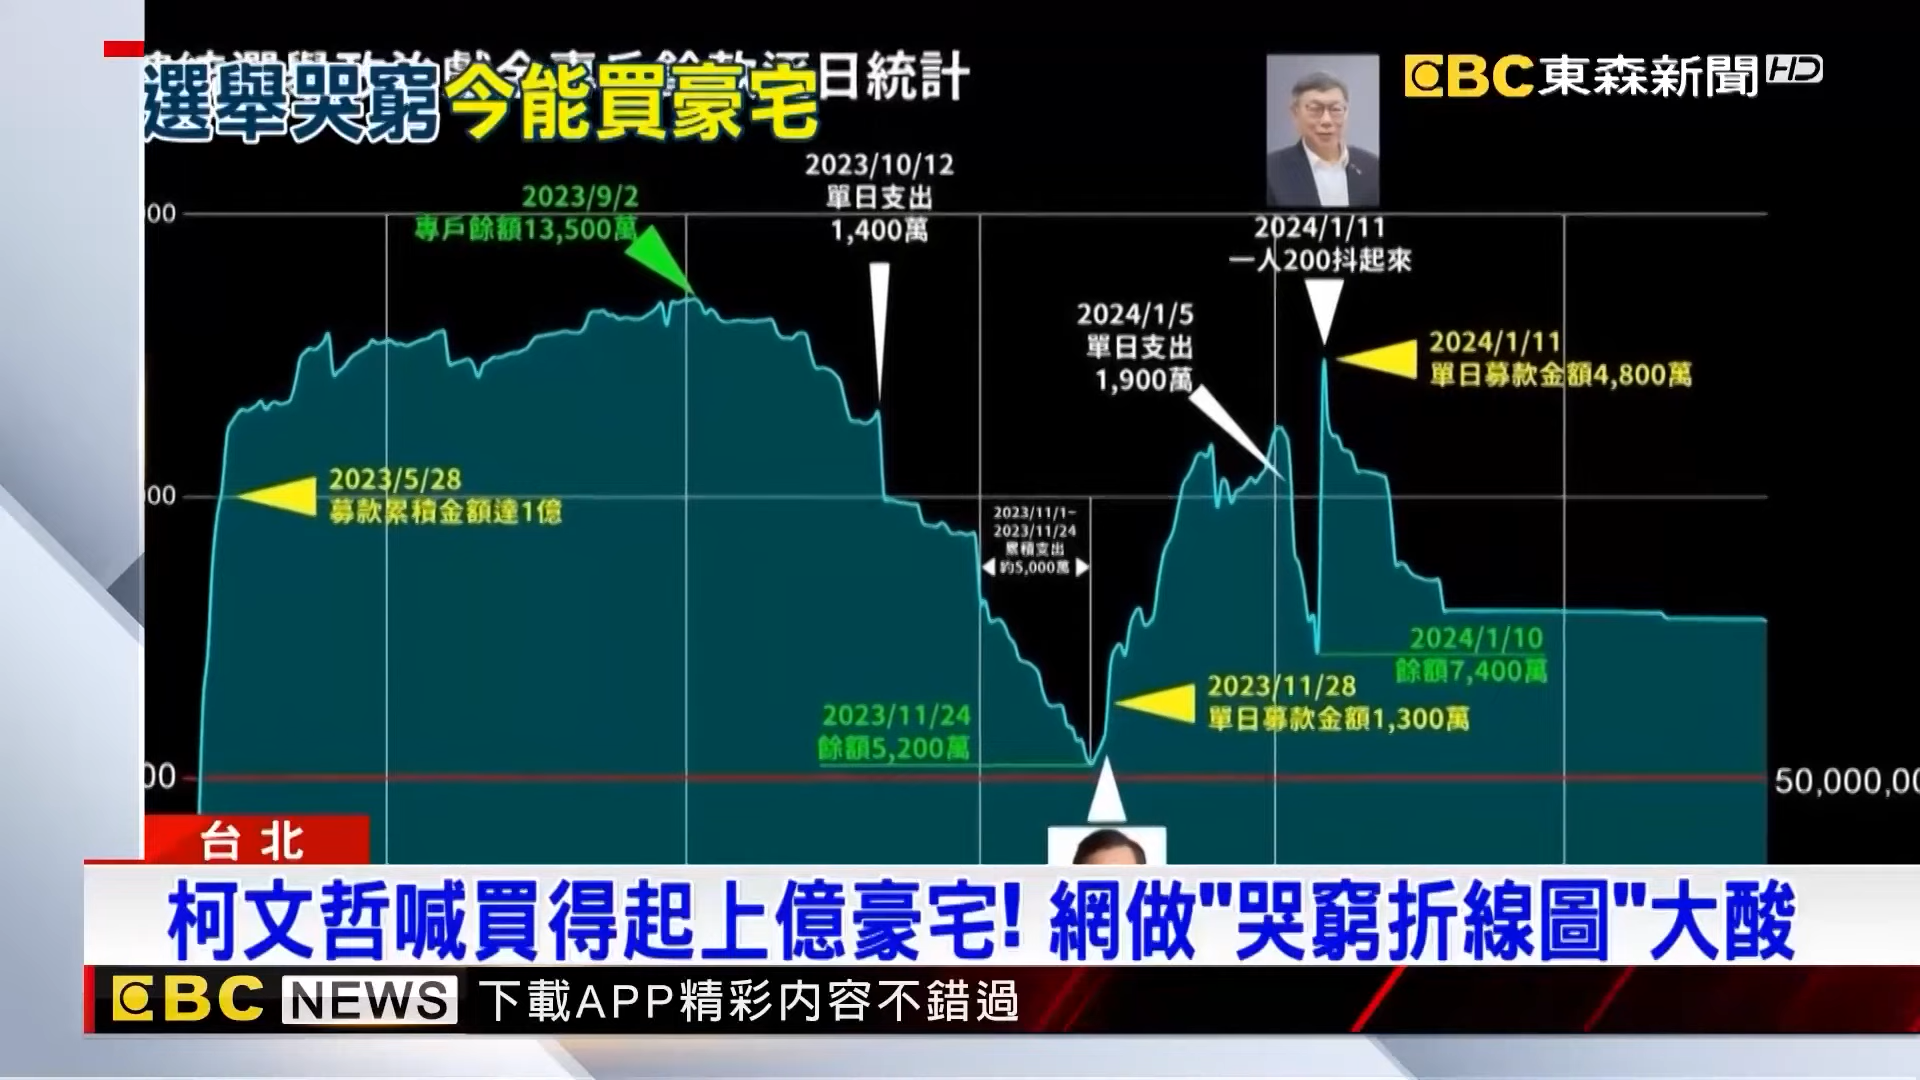 日統計
選舉哭窮 今能買豪宅
EBC 東森新聞 HD
2023/9/2
專戶餘額13,500萬
2023/10/12
單日支出
1,400萬
2024/1/11
一人200抖起來
2024/1/5
單日支出
1,900萬
2024/1/11
單日募款金額4,800萬
2023/5/28
募款累積金額達1億
2023/11/1~
2023/11/24
累積支出
約5,000萬
2024/1/10
餘額7,400萬
2023/11/28
單日募款金額1,300萬
2023/11/24
餘額5,200萬
50,000,00
台北
柯文哲喊買得起上億豪宅! 網做"哭窮折線圖"大酸
EBC NEWS 下載APP精彩內容不錯過